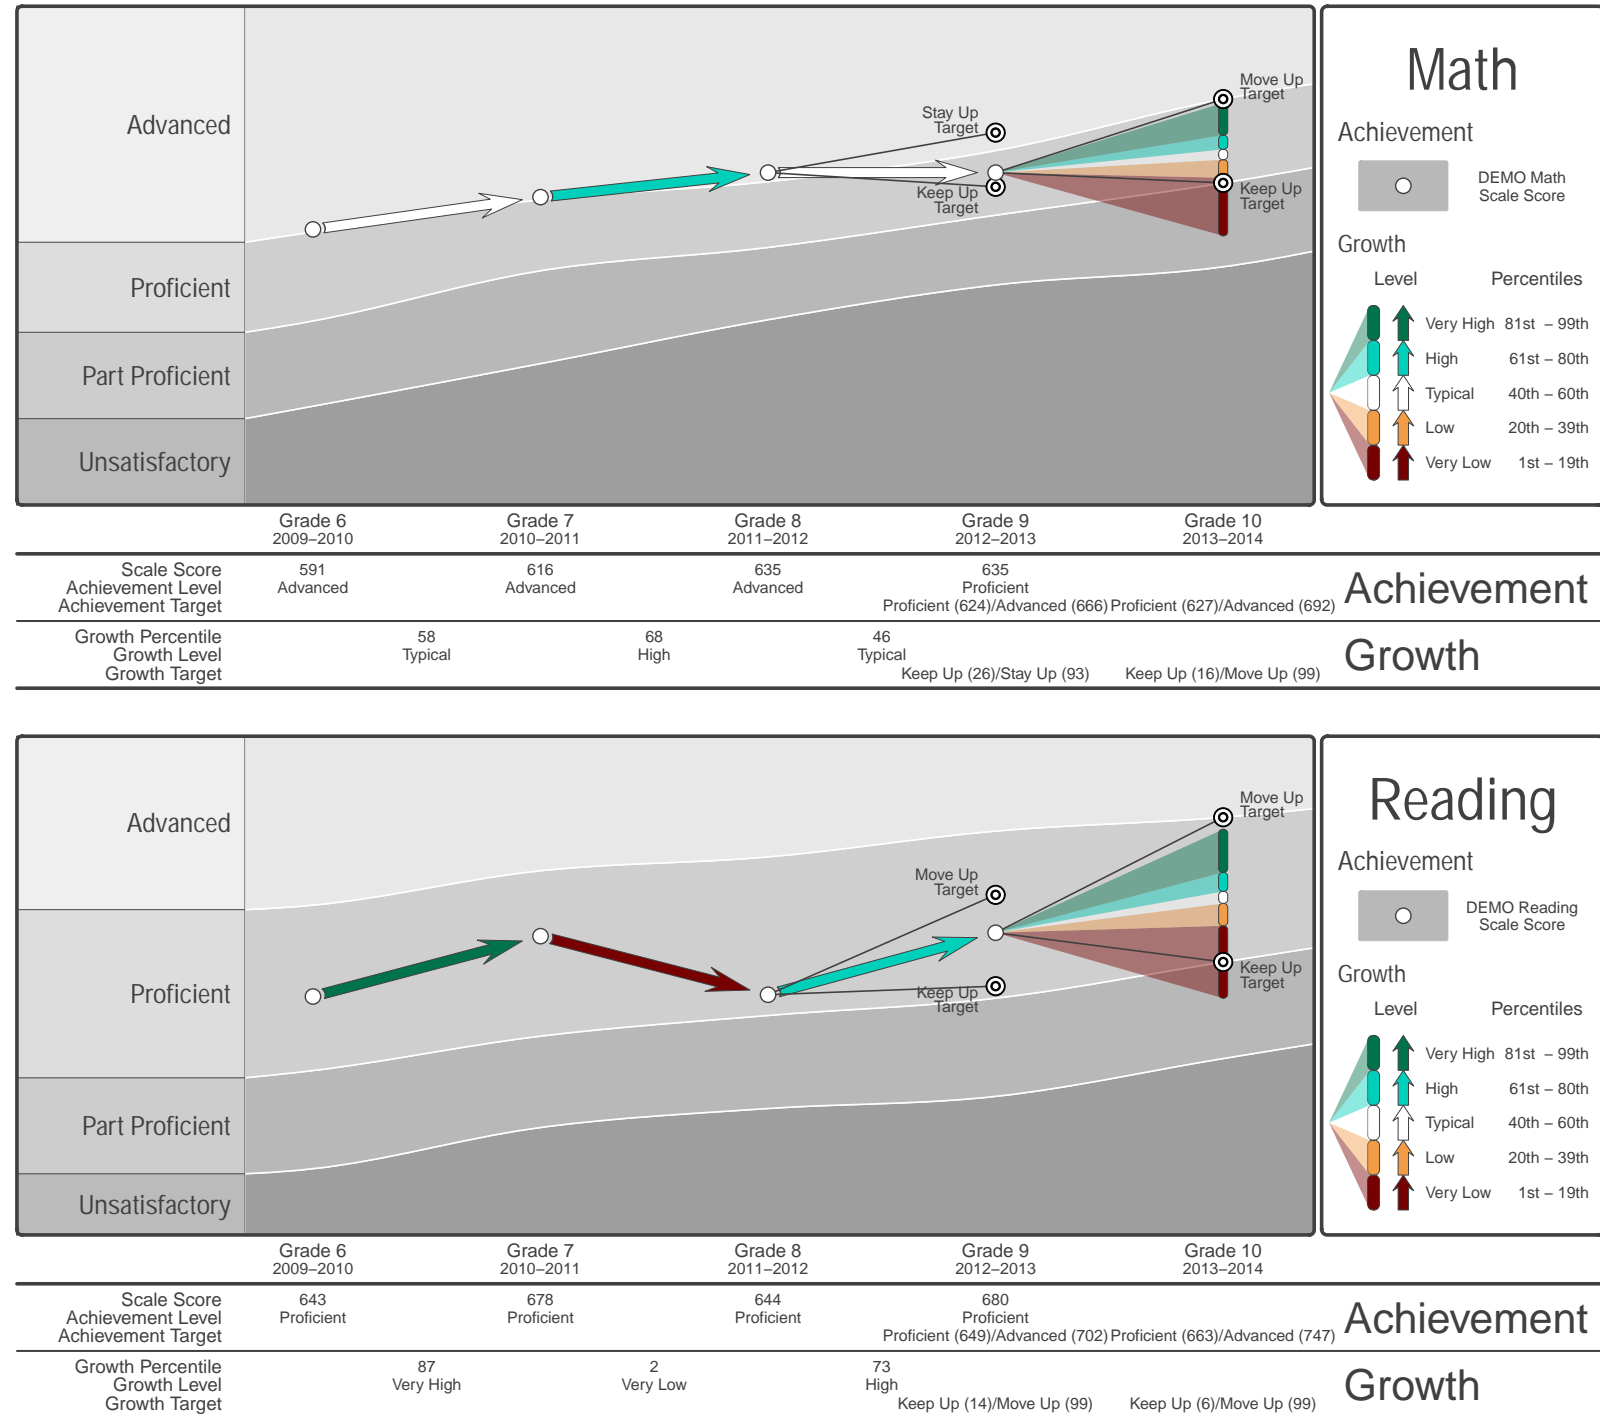 Advanced
Proficient
Part Proficient
Unsatisfactory
Stay Up
Target
Keep Up
Target
Move Up
Target
Keep Up
Target
Math
Achievement
DEMO Math
Scale Score
Growth
Level Percentiles
Very High 81st – 99th
High 61st – 80th
Typical 40th – 60th
Low 20th – 39th
Very Low 1st – 19th
Grade 6 Grade 7 Grade 8 Grade 9 Grade 10
2009–2010 2010–2011 2011–2012 2012–2013 2013–2014
Scale Score 591 616 635 635
Achievement Level Advanced Advanced Advanced Proficient
Achievement Target Proficient (624)/Advanced (666) Proficient (627)/Advanced (692)
Achievement
Growth Percentile 58 68 46
Growth Level Typical High Typical
Growth Target Keep Up (26)/Stay Up (93) Keep Up (16)/Move Up (99)
Growth
Advanced
Proficient
Part Proficient
Unsatisfactory
Move Up
Target
Keep Up
Target
Move Up
Target
Keep Up
Target
Reading
Achievement
DEMO Reading
Scale Score
Growth
Level Percentiles
Very High 81st – 99th
High 61st – 80th
Typical 40th – 60th
Low 20th – 39th
Very Low 1st – 19th
Grade 6 Grade 7 Grade 8 Grade 9 Grade 10
2009–2010 2010–2011 2011–2012 2012–2013 2013–2014
Scale Score 643 678 644 680
Achievement Level Proficient Proficient Proficient Proficient
Achievement Target Proficient (649)/Advanced (702) Proficient (663)/Advanced (747)
Achievement
Growth Percentile 87 2 73
Growth Level Very High Very Low High
Growth Target Keep Up (14)/Move Up (99) Keep Up (6)/Move Up (99)
Growth